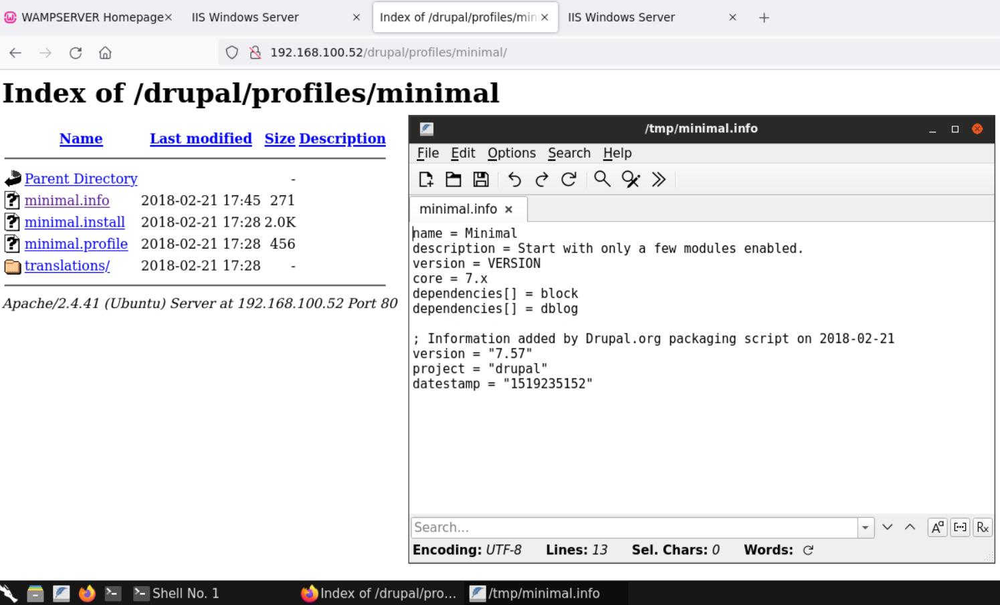 WAMPSERVER Homepage
IIS Windows Server
Index of /drupal/profiles/min
IIS Windows Server
192.168.100.52/drupal/profiles/minimal/
Index of /drupal/profiles/minimal
Name Last modified Size Description
Parent Directory -
minimal.info 2018-02-21 17:45 271
minimal.install 2018-02-21 17:28 2.0K
minimal.profile 2018-02-21 17:28 456
translations/ 2018-02-21 17:28 -
Apache/2.4.41 (Ubuntu) Server at 192.168.100.52 Port 80
/tmp/minimal.info
File Edit Options Search Help
minimal.info
name = Minimal
description = Start with only a few modules enabled.
version = VERSION
core = 7.x
dependencies[] = block
dependencies[] = dblog
; Information added by Drupal.org packaging script on 2018-02-21
version = "7.57"
project = "drupal"
datestamp = "1519235152"
Search...
Encoding: UTF-8 Lines: 13 Sel. Chars: 0 Words:
Shell No. 1
Index of /drupal/pro...
/tmp/minimal.info